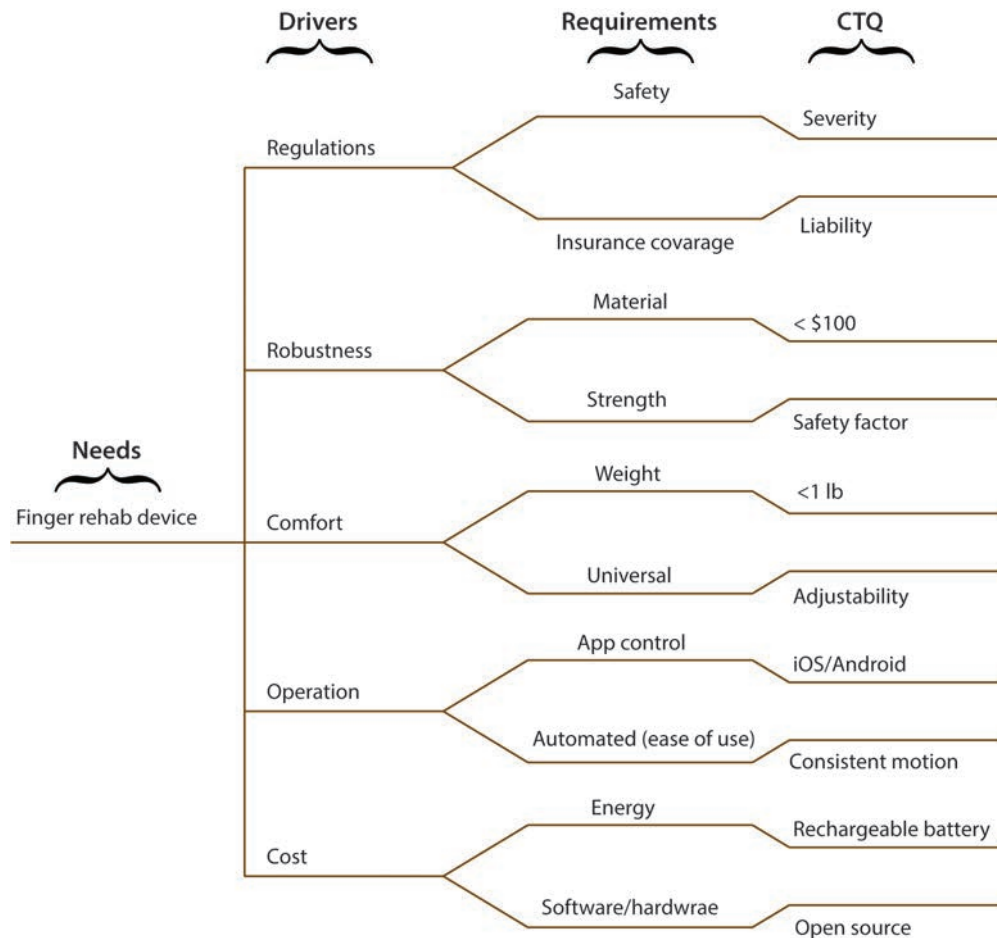 Drivers
Requirements
CTQ
Safety
Severity
Regulations
Insurance covarage
Liability
Material
< $100
Robustness
Strength
Safety factor
Needs
Weight
<1 lb
Finger rehab device
Comfort
Universal
Adjustability
App control
iOS/Android
Operation
Automated (ease of use)
Consistent motion
Energy
Rechargeable battery
Cost
Software/hardwrae
Open source